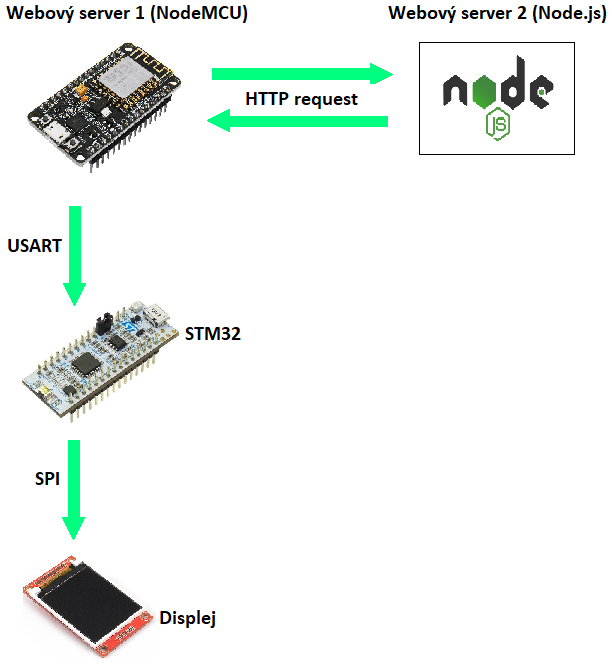 Webový server 1 (NodeMCU)
Webový server 2 (Node.js)
HTTP request
node
JS
USART
STM32
SPI
Displej